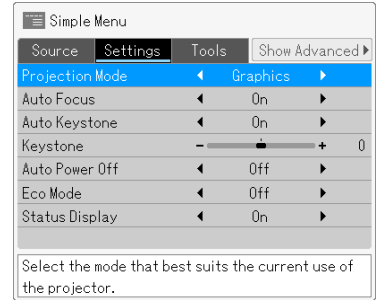 Simple Menu
Source Settings Tools Show Advanced
Projection Mode Graphics
Auto Focus On
Auto Keystone On
Keystone - + 0
Auto Power Off Off
Eco Mode Off
Status Display On
Select the mode that best suits the current use of
the projector.